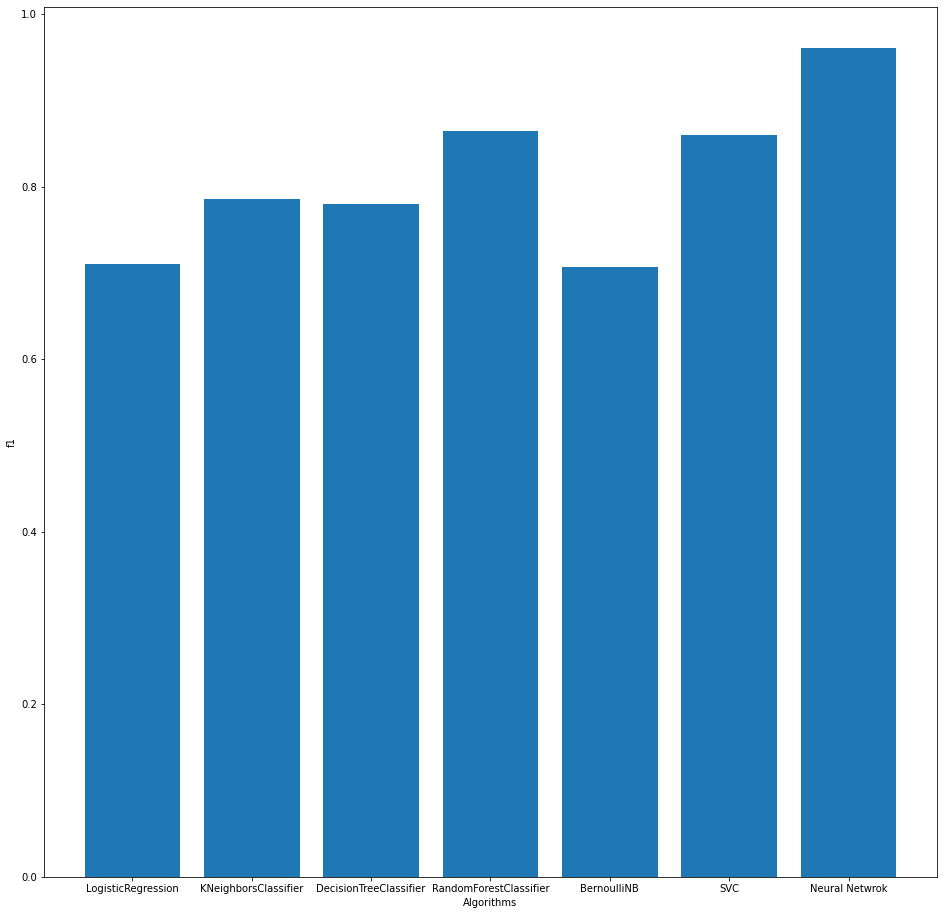 1.0
0.8
0.6
f1
0.4
0.2
0.0
LogisticRegression KNeighborsClassifier DecisionTreeClassifier RandomForestClassifier BernoulliNB SVC Neural Netwrok
Algorithms